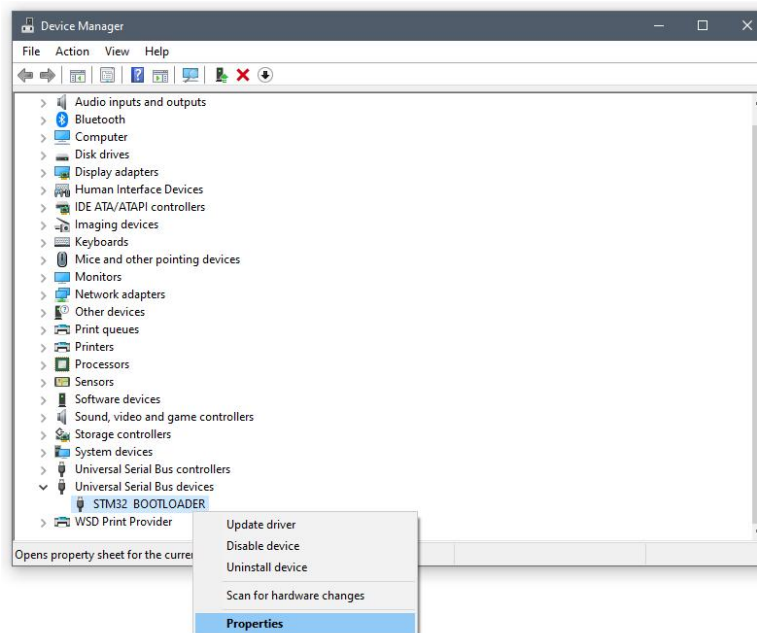 Device Manager
File Action View Help
Audio inputs and outputs
Bluetooth
Computer
Disk drives
Display adapters
Human Interface Devices
IDE ATA/ATAPI controllers
Imaging devices
Keyboards
Mice and other pointing devices
Monitors
Network adapters
Other devices
Print queues
Printers
Processors
Sensors
Software devices
Sound, video and game controllers
Storage controllers
System devices
Universal Serial Bus controllers
Universal Serial Bus devices
STM32 BOOTLOADER
WSD Print Provider
Update driver
Disable device
Uninstall device
Scan for hardware changes
Properties
Opens property sheet for the